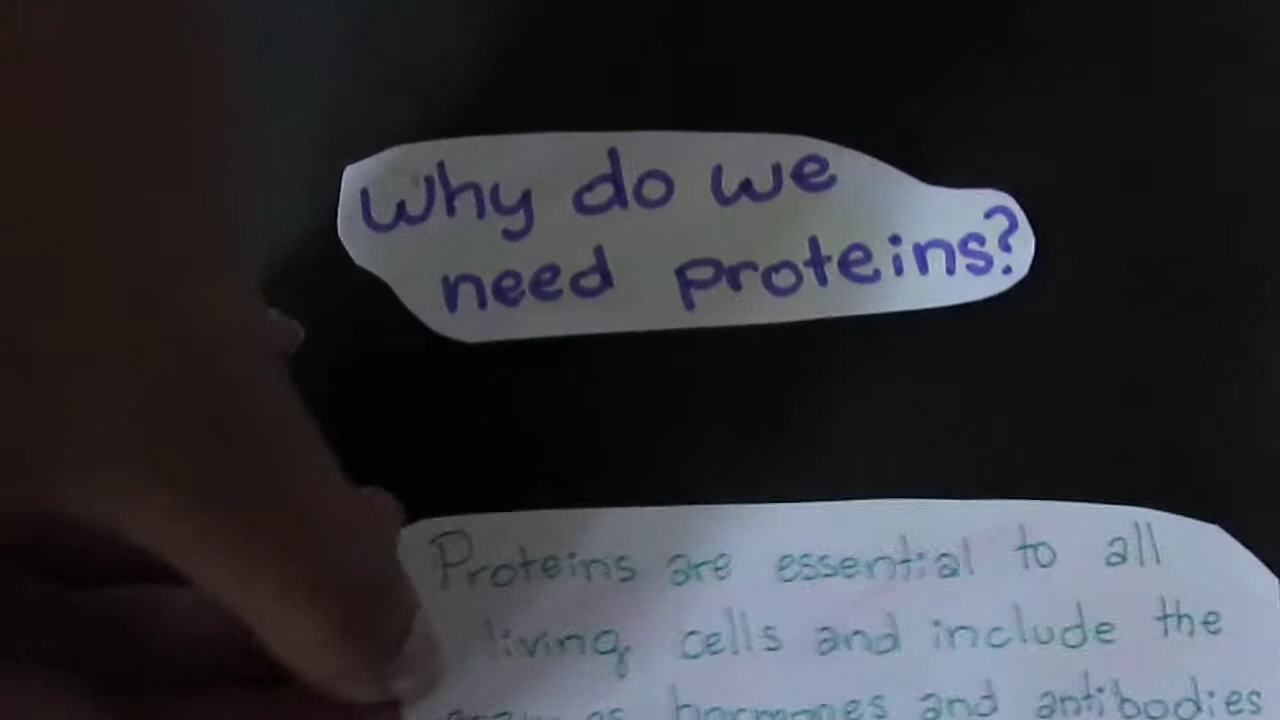 Why do we
need proteins?
Proteins are essential to all
living cells and include the
hormones and antibodies